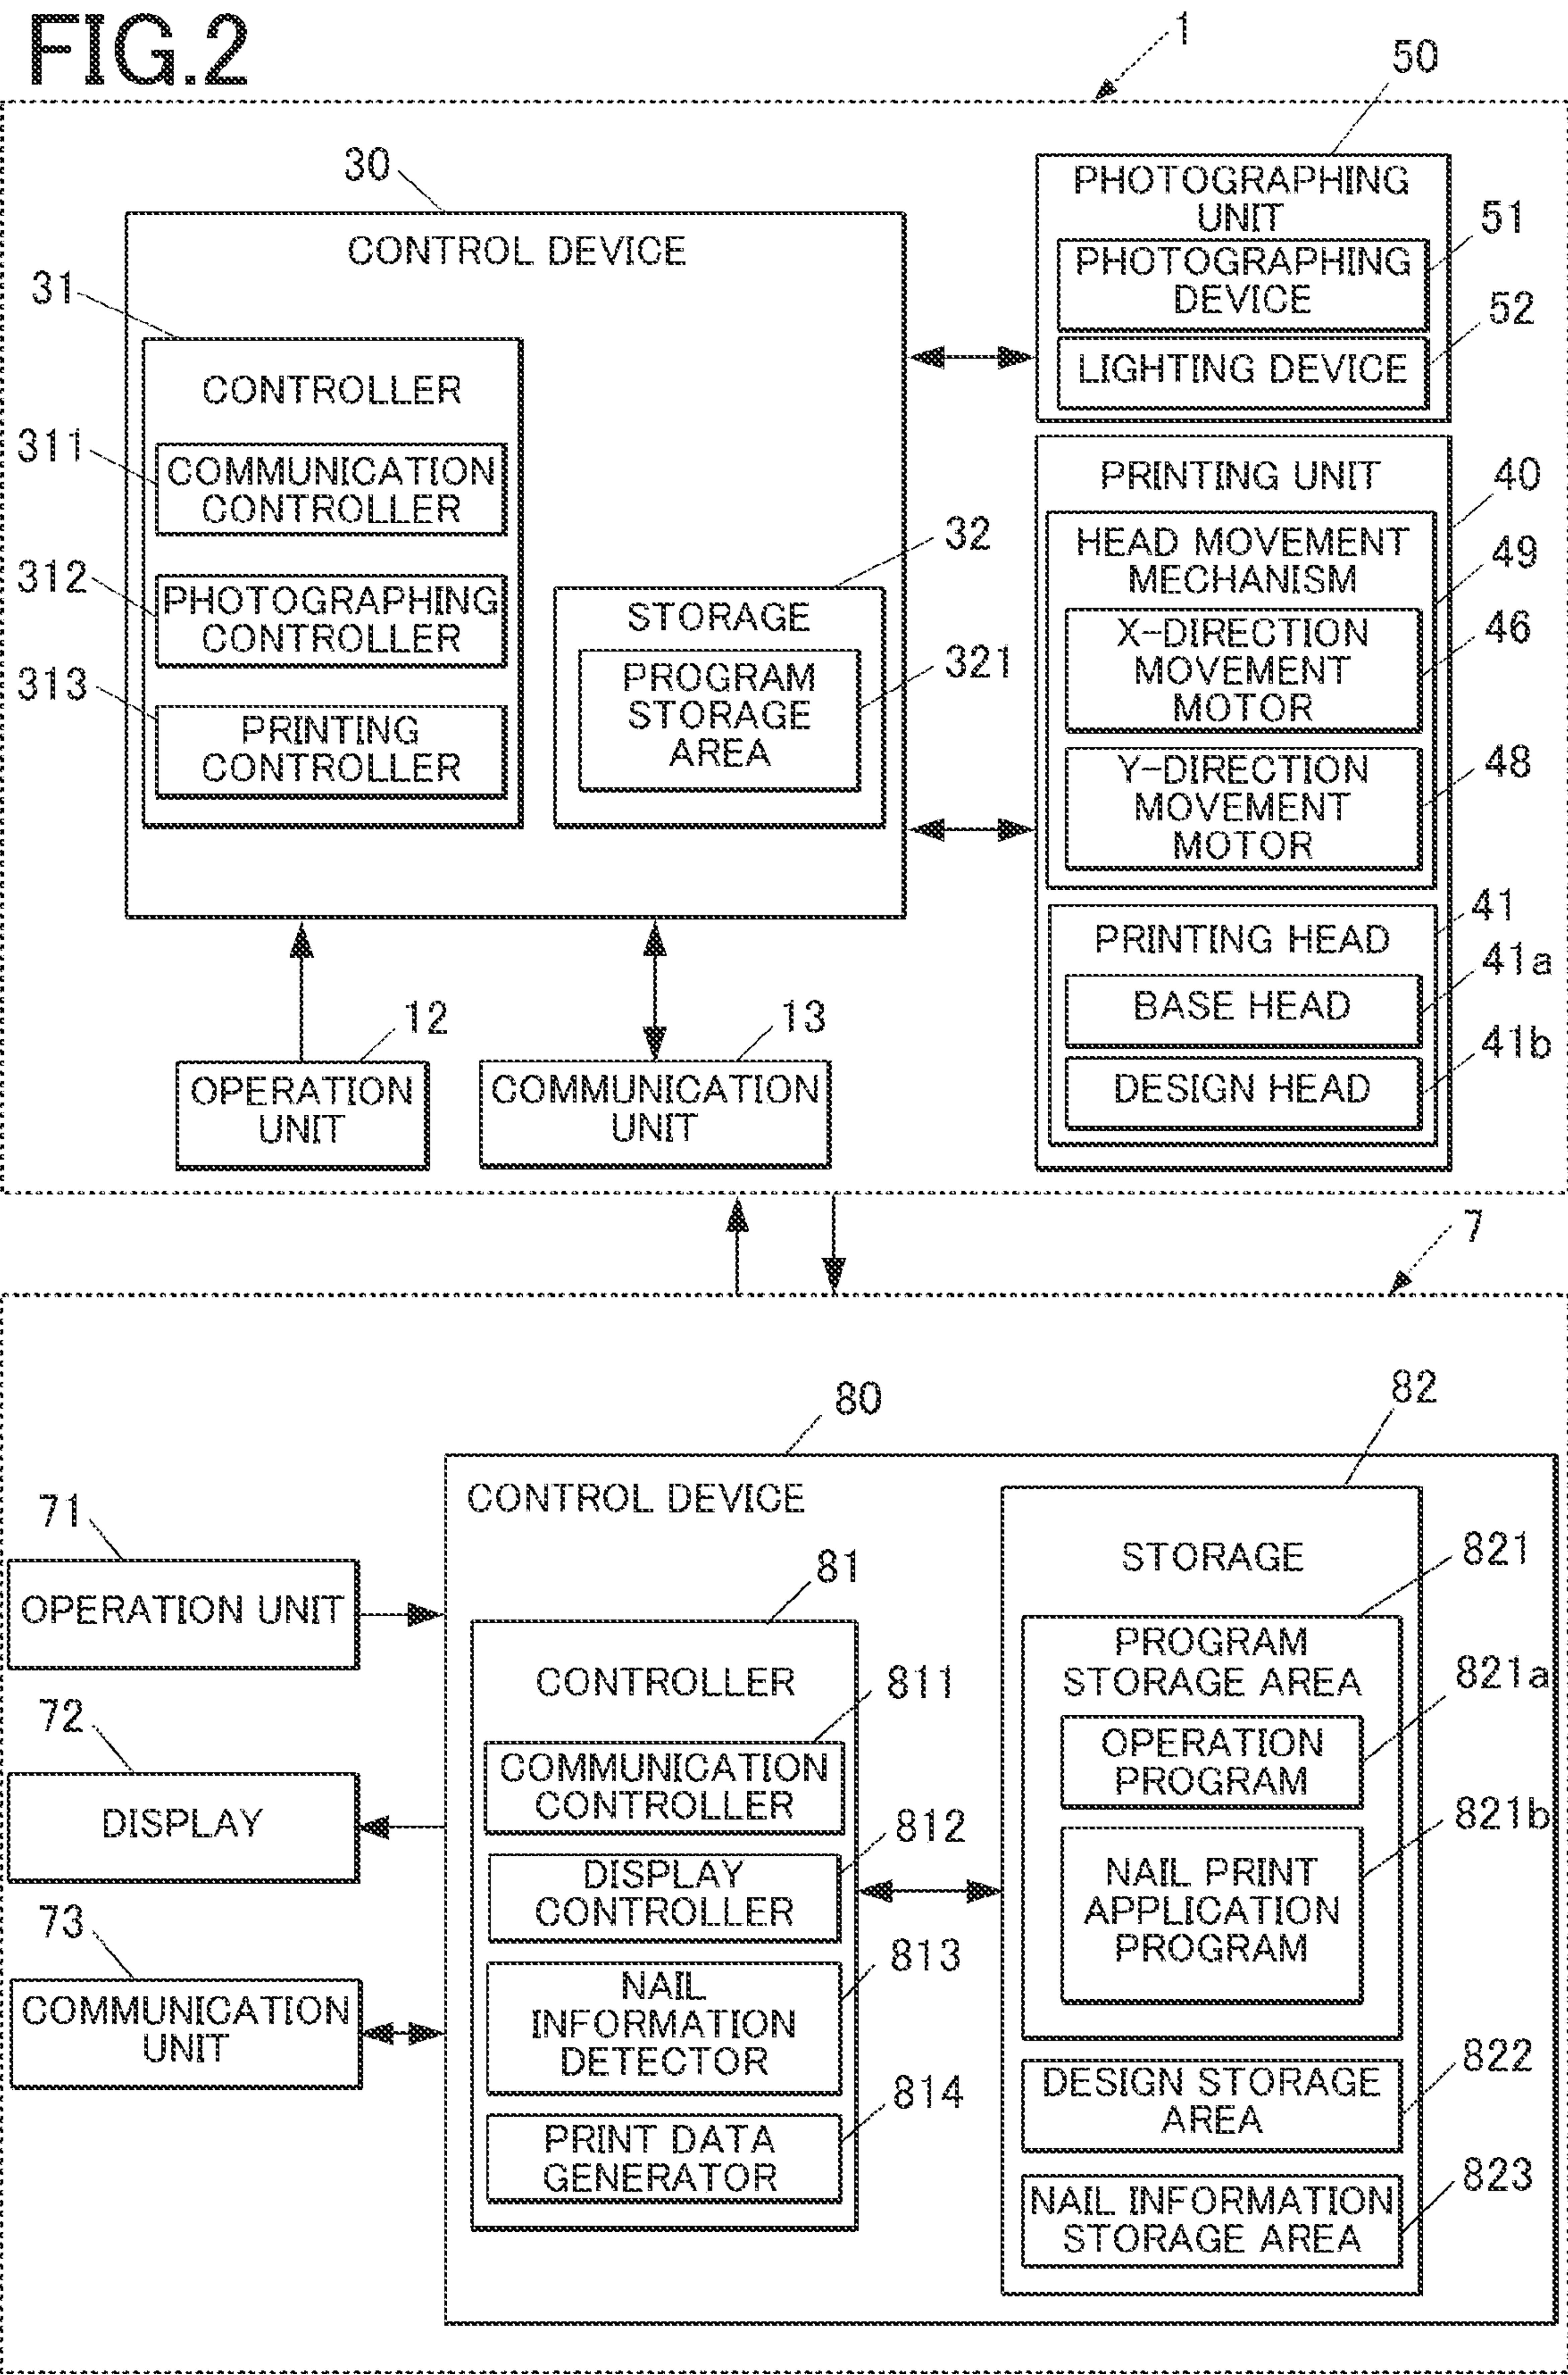 FIG.2
1
50
30
CONTROL DEVICE
PHOTOGRAPHING
UNIT
51
PHOTOGRAPHING
DEVICE
52
LIGHTING DEVICE
31
CONTROLLER
311
COMMUNICATION
CONTROLLER
312
PHOTOGRAPHING
CONTROLLER
313
PRINTING
CONTROLLER
32
STORAGE
321
PROGRAM
STORAGE
AREA
PRINTING UNIT
40
HEAD MOVEMENT
MECHANISM
49
X-DIRECTION
MOVEMENT
MOTOR
46
Y-DIRECTION
MOVEMENT
MOTOR
48
PRINTING HEAD
41
BASE HEAD
41a
DESIGN HEAD
41b
12
OPERATION
UNIT
13
COMMUNICATION
UNIT
7
80
CONTROL DEVICE
82
71
OPERATION UNIT
72
DISPLAY
73
COMMUNICATION
UNIT
81
CONTROLLER
811
COMMUNICATION
CONTROLLER
812
DISPLAY
CONTROLLER
813
NAIL
INFORMATION
DETECTOR
814
PRINT DATA
GENERATOR
STORAGE
821
PROGRAM
STORAGE AREA
821a
OPERATION
PROGRAM
821b
NAIL PRINT
APPLICATION
PROGRAM
822
DESIGN STORAGE
AREA
823
NAIL INFORMATION
STORAGE AREA